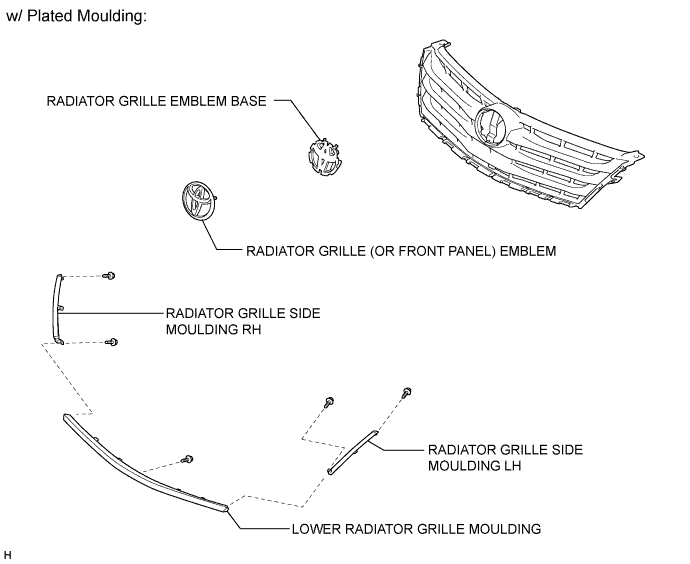 w/ Plated Moulding:
RADIATOR GRILLE EMBLEM BASE
RADIATOR GRILLE (OR FRONT PANEL) EMBLEM
RADIATOR GRILLE SIDE
MOULDING RH
RADIATOR GRILLE SIDE
MOULDING LH
LOWER RADIATOR GRILLE MOULDING
H